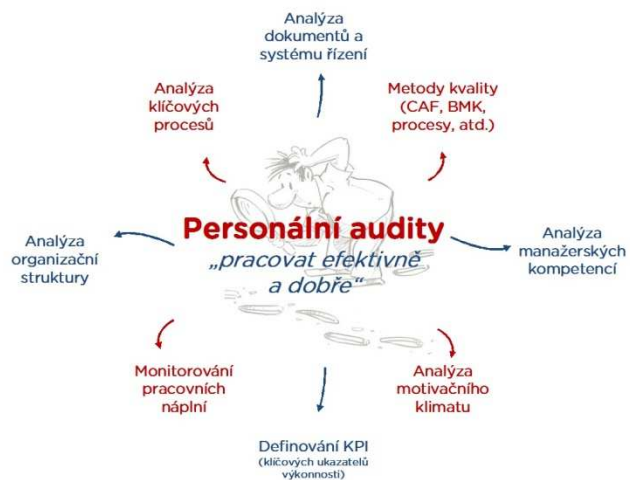 Analýza
dokumentů a
systému řízení
Analýza
klíčových
procesů
Metody kvality
(CAF, BMK,
procesy, atd.)
Personální audity
„pracovat efektivně
a dobře“
Analýza
organizační
struktury
Analýza
manažerských
kompetencí
Monitorování
pracovních
náplní
Analýza
motivačního
klimatu
Definování KPI
(klíčových ukazatelů
výkonnosti)